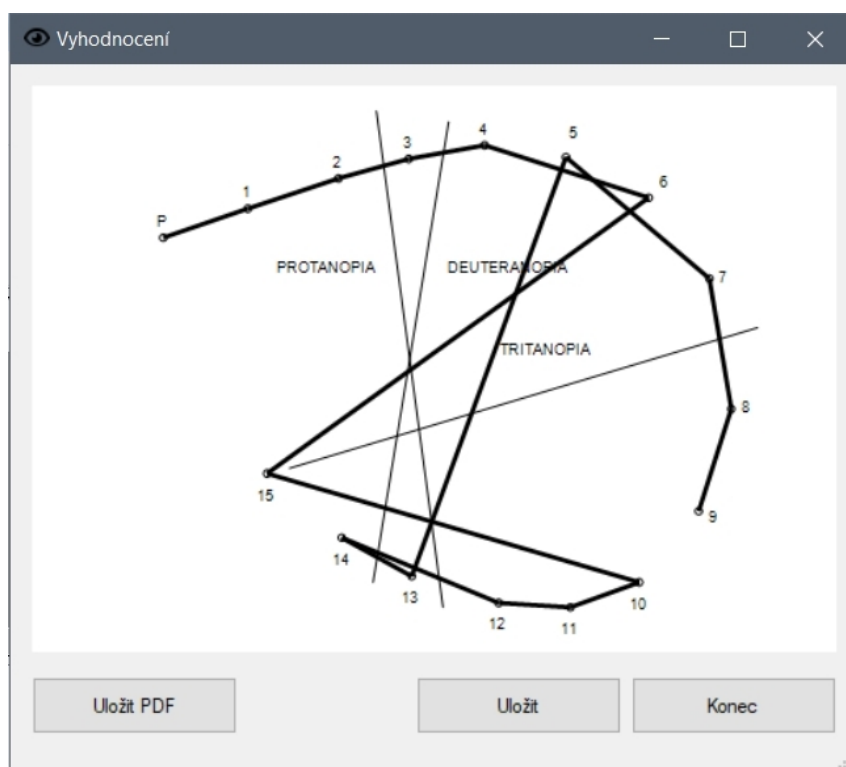 Vyhodnocení
4
5
3
2
6
1
P
PROTANOPIA
DEUTERANOPIA
7
TRITANOPIA
8
15
9
14
13
10
12
11
Uložit PDF
Uložit
Konec